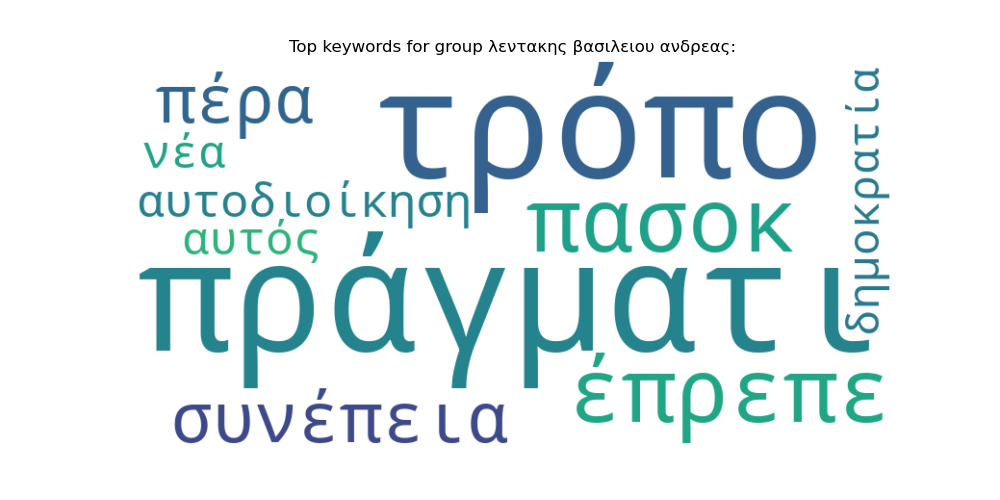 Top keywords for group λεντακης βασιλειου ανδρεας:
πέρα
τρόπο
νέα
δημοκρατία
αυτοδιοίκηση
πασοκ
αυτός
πράγματι
έπρεπε
συνέπεια